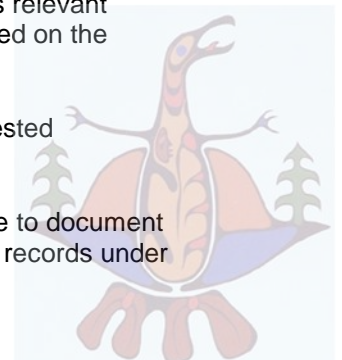 s relevant
ed on the
ested
e to document
records under